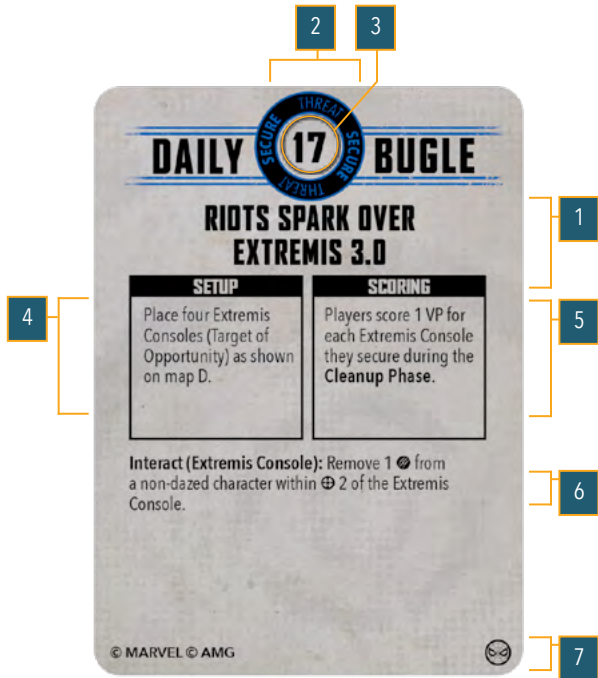 2
3
THREAT
SECURE
SECURE
THREAT
DAILY 17 BUGLE
RIOTS SPARK OVER
EXTREMIS 3.0
1
SETUP
Place four Extremis
Consoles (Target of
Opportunity) as shown
on map D.
4
SCORING
Players score 1 VP for
each Extremis Console
they secure during the
Cleanup Phase.
5
Interact (Extremis Console): Remove 1 from
a non-dazed character within 2 of the Extremis
Console.
6
© MARVEL © AMG
7